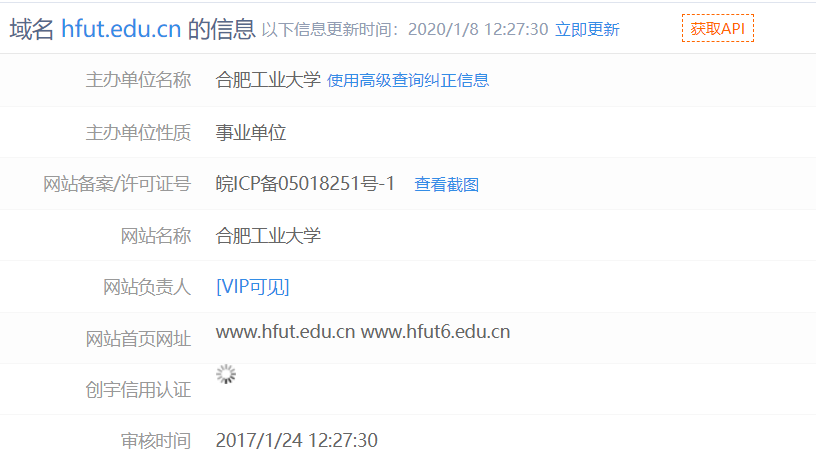 域名 hfut.edu.cn 的信息 以下信息更新时间：2020/1/8 12:27:30 立即更新 获取API
主办单位名称 合肥工业大学 使用高级查询纠正信息
主办单位性质 事业单位
网站备案/许可证号 皖ICP备05018251号-1 查看截图
网站名称 合肥工业大学
网站负责人 [VIP可见]
网站首页网址 www.hfut.edu.cn www.hfut6.edu.cn
创宇信用认证
审核时间 2017/1/24 12:27:30